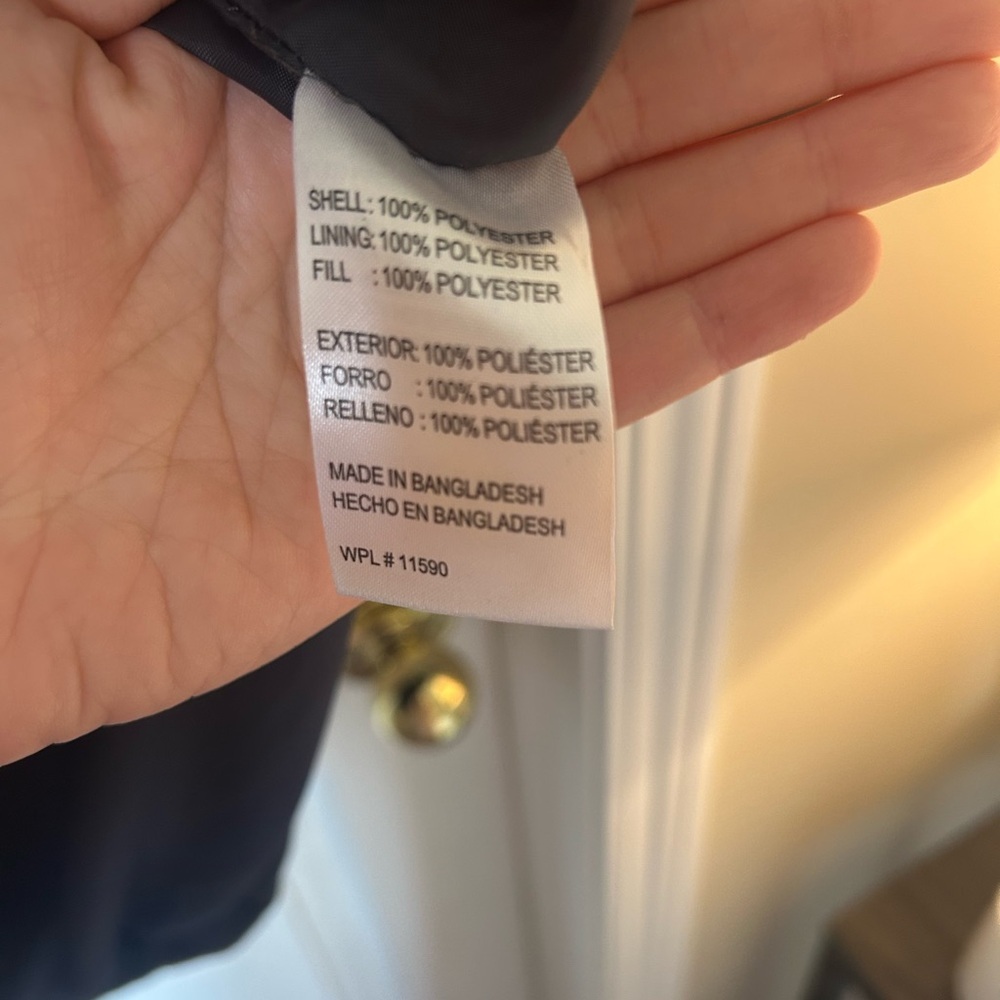 SHELL: 100% POLYESTER
LINING: 100% POLYESTER
FILL : 100% POLYESTER
EXTERIOR: 100% POLIÉSTER
FORRO : 100% POLIÉSTER
RELLENO : 100% POLIÉSTER
MADE IN BANGLADESH
HECHO EN BANGLADESH
WPL # 11590